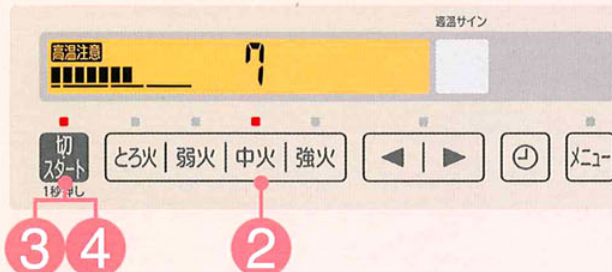 適温サイン
高温注意
7
切
スタート
とろ火 弱火 中火 強火
メニュー
1秒押し
3 4 2